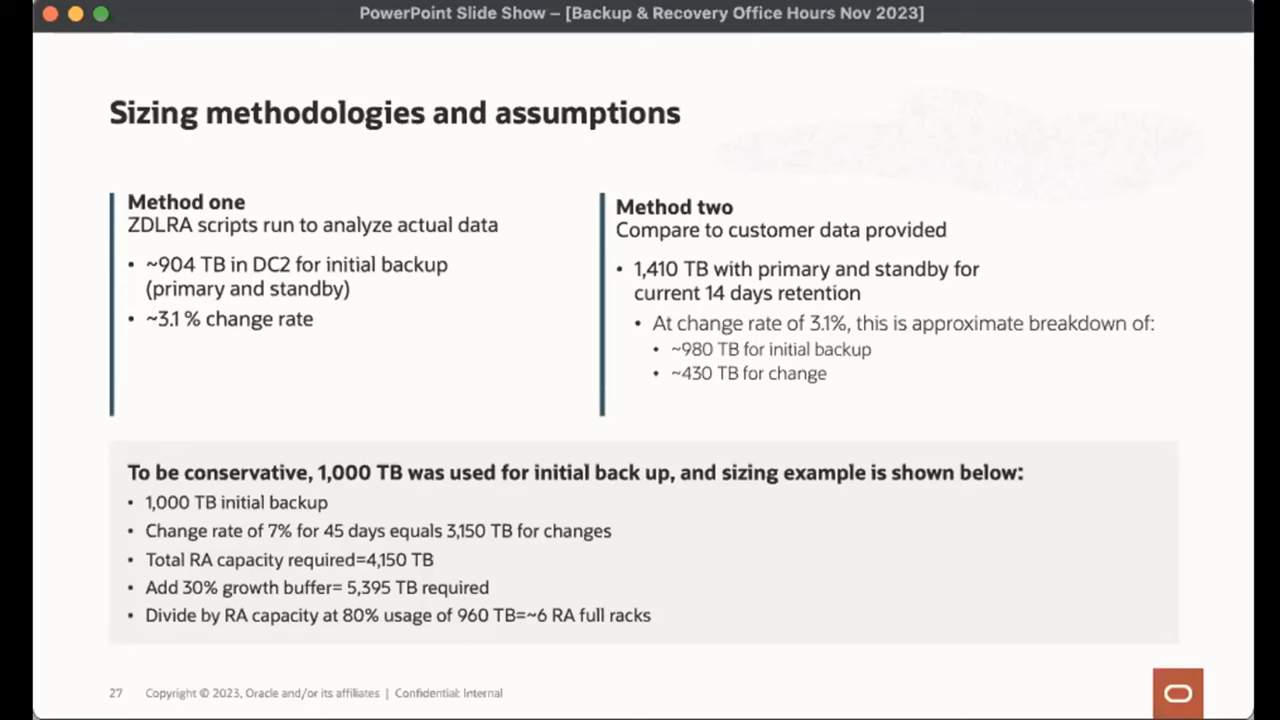 PowerPoint Slide Show – [Backup & Recovery Office Hours Nov 2023]
Sizing methodologies and assumptions
Method one
ZDLRA scripts run to analyze actual data
• ~904 TB in DC2 for initial backup
(primary and standby)
• ~3.1 % change rate
Method two
Compare to customer data provided
• 1,410 TB with primary and standby for
current 14 days retention
• At change rate of 3.1%, this is approximate breakdown of:
• ~980 TB for initial backup
• ~430 TB for change
To be conservative, 1,000 TB was used for initial back up, and sizing example is shown below:
• 1,000 TB initial backup
• Change rate of 7% for 45 days equals 3,150 TB for changes
• Total RA capacity required=4,150 TB
• Add 30% growth buffer= 5,395 TB required
• Divide by RA capacity at 80% usage of 960 TB=~6 RA full racks
27 Copyright © 2023, Oracle and/or its affiliates | Confidential: Internal